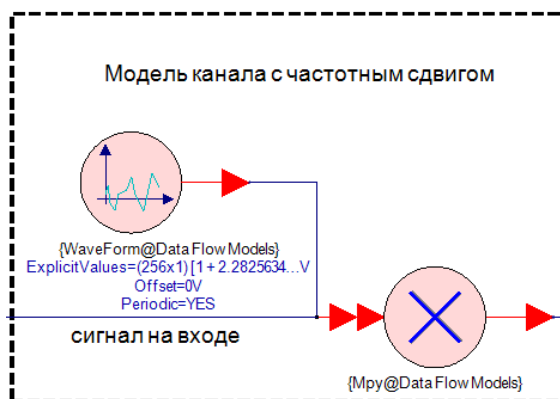 Модель канала с частотным сдвигом
{WaveForm@Data Flow Models}
ExplicitValues=(256x1) [1 + 2.2825634...V
Offset=0V
Periodic=YES
сигнал на входе
{Mpy@Data Flow Models}